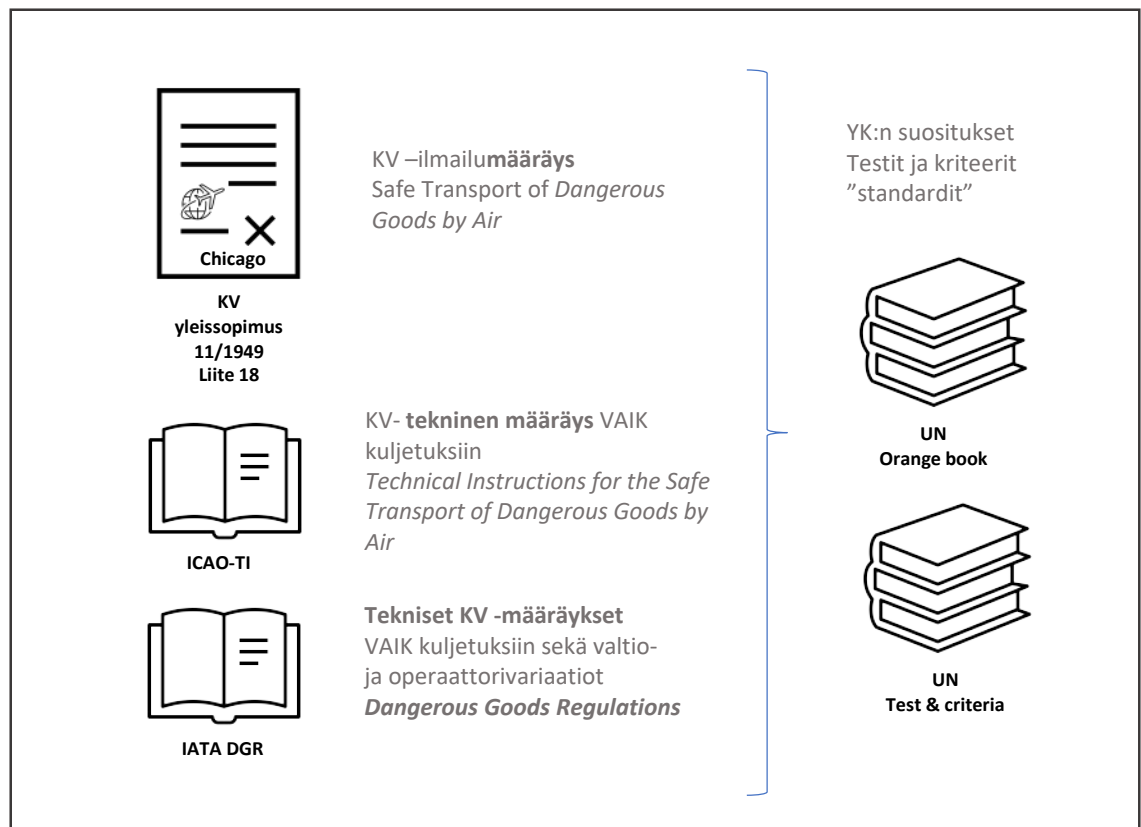 Chicago
KV
yleissopimus
11/1949
Liite 18
KV –ilmailumääräys
Safe Transport of Dangerous
Goods by Air
ICAO-TI
KV- tekninen määräys VAIK
kuljetuksiin
Technical Instructions for the Safe
Transport of Dangerous Goods by
Air
IATA DGR
Tekniset KV -määräykset
VAIK kuljetuksiin sekä valtio-
ja operaattorivariaatiot
Dangerous Goods Regulations
YK:n suositukset
Testit ja kriteerit
”standardit”
UN
Orange book
UN
Test & criteria